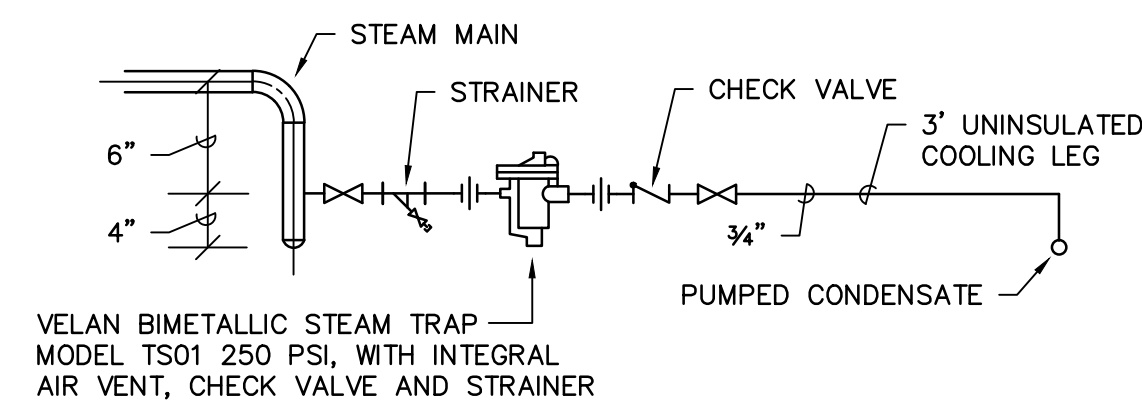 STEAM MAIN
STRAINER
CHECK VALVE
3' UNINSULATED
COOLING LEG
6"
4"
3/4"
PUMPED CONDENSATE
VELAN BIMETALLIC STEAM TRAP
MODEL TS01 250 PSI, WITH INTEGRAL
AIR VENT, CHECK VALVE AND STRAINER